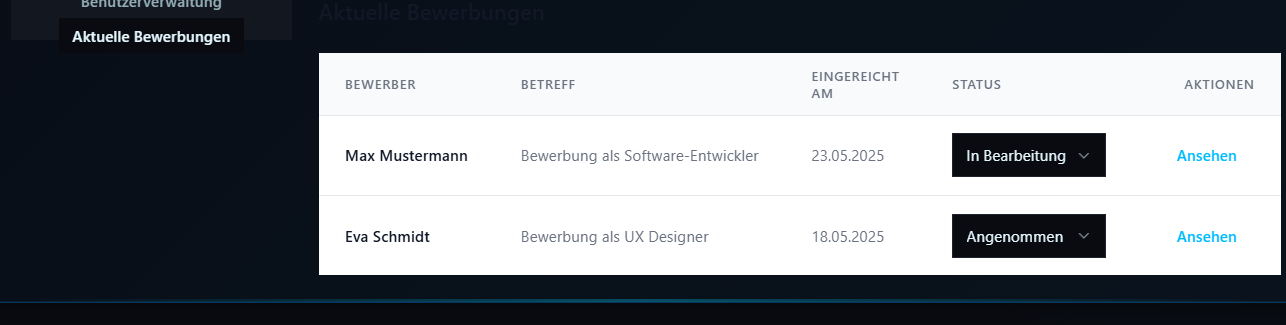 Benutzerverwaltung
Aktuelle Bewerbungen
Aktuelle Bewerbungen
BEWERBER BETREFF EINGEREICHT AM STATUS AKTIONEN
Max Mustermann Bewerbung als Software-Entwickler 23.05.2025 In Bearbeitung Ansehen
Eva Schmidt Bewerbung als UX Designer 18.05.2025 Angenommen Ansehen